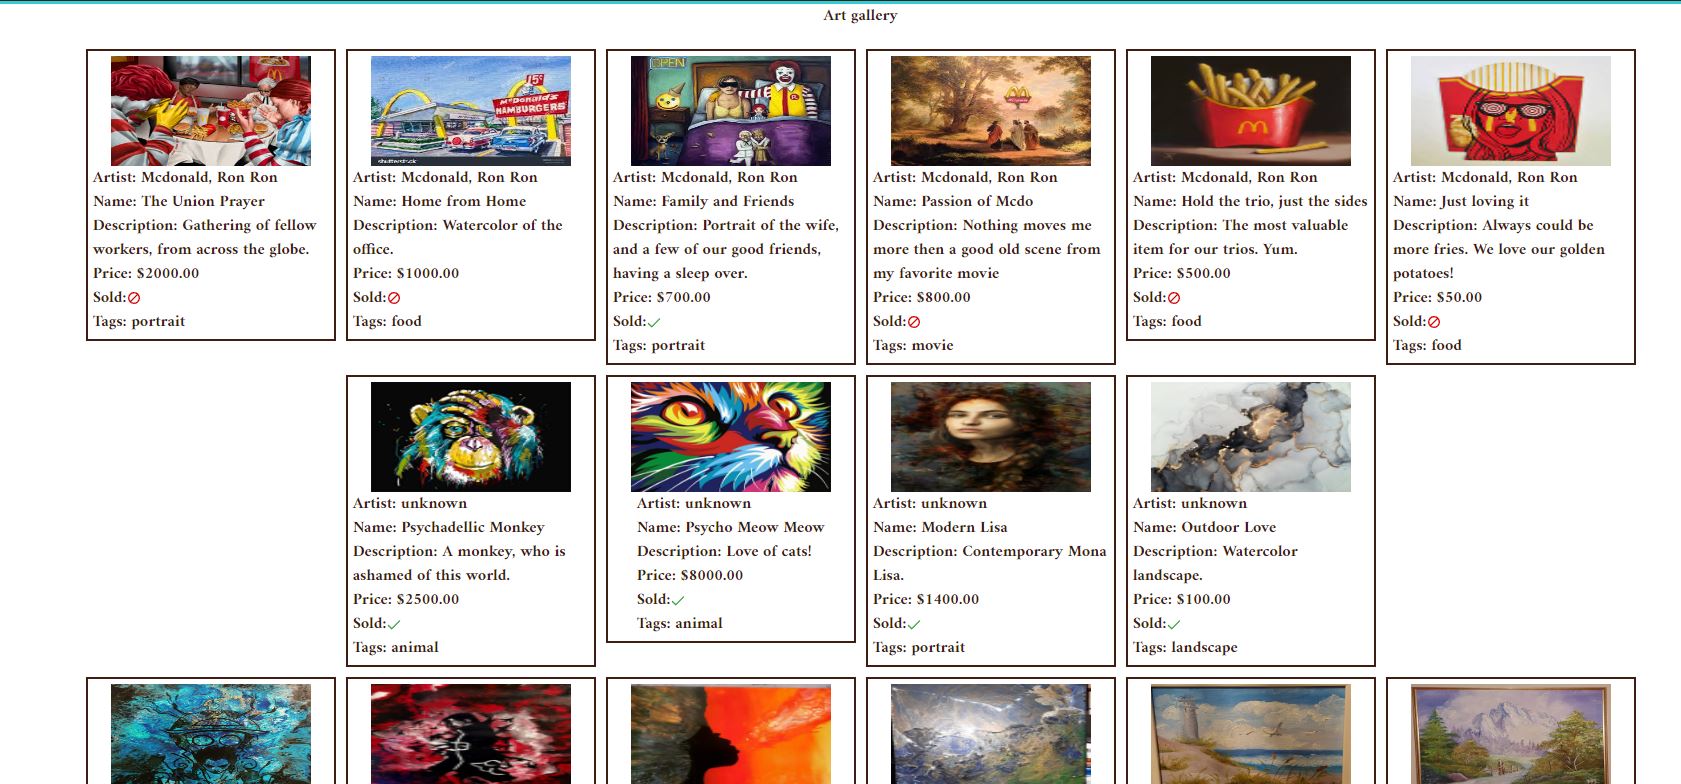 Art gallery
OPEN
15¢
McDonald's
HAMBURGERS
shutterstock
Artist: Mcdonald, Ron Ron
Name: The Union Prayer
Description: Gathering of fellow
workers, from across the globe.
Price: $2000.00
Sold:
Tags: portrait
Artist: Mcdonald, Ron Ron
Name: Home from Home
Description: Watercolor of the
office.
Price: $1000.00
Sold:
Tags: food
Artist: Mcdonald, Ron Ron
Name: Family and Friends
Description: Portrait of the wife,
and a few of our good friends,
having a sleep over.
Price: $700.00
Sold:
Tags: portrait
Artist: Mcdonald, Ron Ron
Name: Passion of Mcdo
Description: Nothing moves me
more then a good old scene from
my favorite movie
Price: $800.00
Sold:
Tags: movie
Artist: Mcdonald, Ron Ron
Name: Hold the trio, just the sides
Description: The most valuable
item for our trios. Yum.
Price: $500.00
Sold:
Tags: food
Artist: Mcdonald, Ron Ron
Name: Just loving it
Description: Always could be
more fries. We love our golden
potatoes!
Price: $50.00
Sold:
Tags: food
Artist: unknown
Name: Psychadellic Monkey
Description: A monkey, who is
ashamed of this world.
Price: $2500.00
Sold:
Tags: animal
Artist: unknown
Name: Psycho Meow Meow
Description: Love of cats!
Price: $8000.00
Sold:
Tags: animal
Artist: unknown
Name: Modern Lisa
Description: Contemporary Mona
Lisa.
Price: $1400.00
Sold:
Tags: portrait
Artist: unknown
Name: Outdoor Love
Description: Watercolor
landscape.
Price: $100.00
Sold:
Tags: landscape